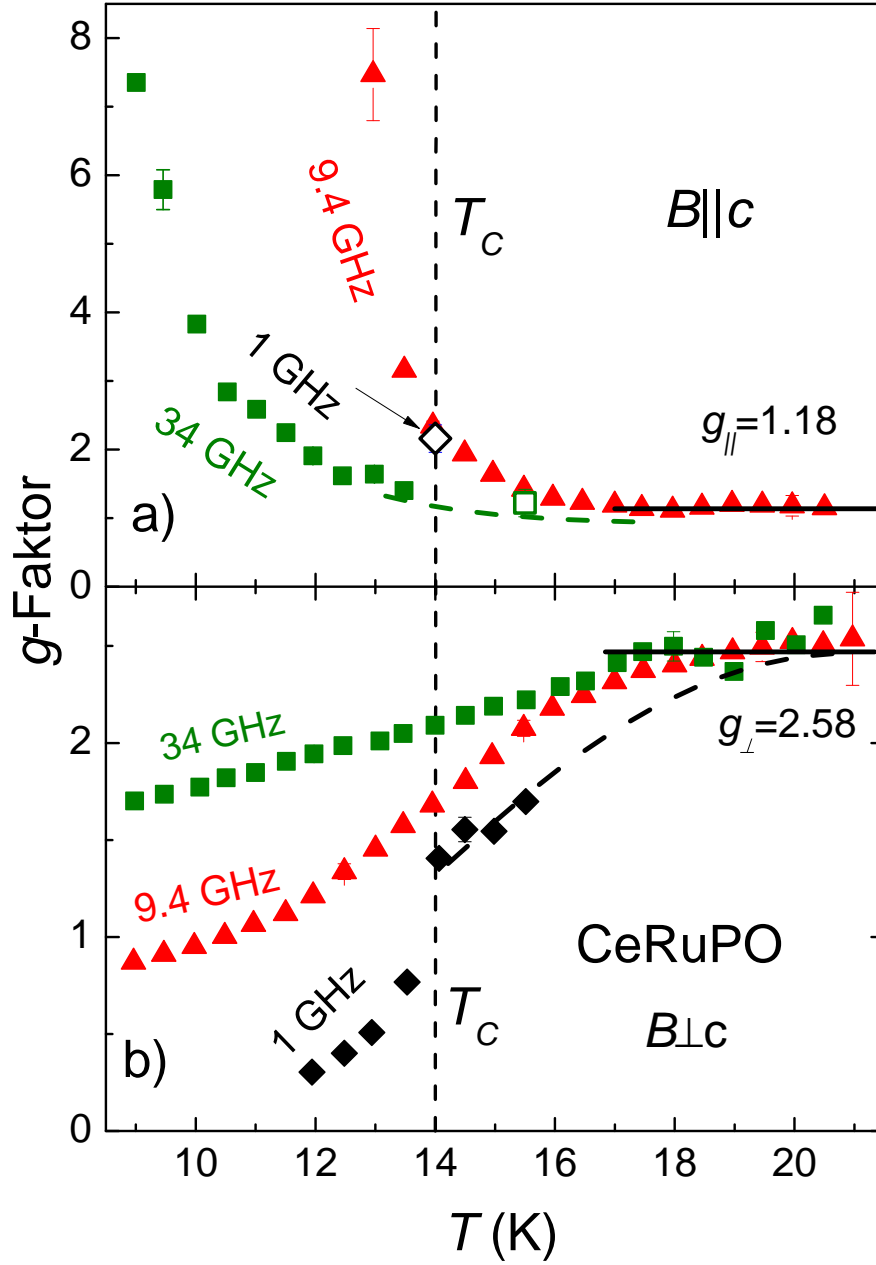 g-Faktor
8
6
4
2
0
9.4 GHz
T_C
B||c
1 GHz
34 GHz
g_||=1.18
a)
2
1
0
34 GHz
g_⊥=2.58
9.4 GHz
CeRuPO
1 GHz
T_C
B⊥c
b)
10 12 14 16 18 20
T (K)